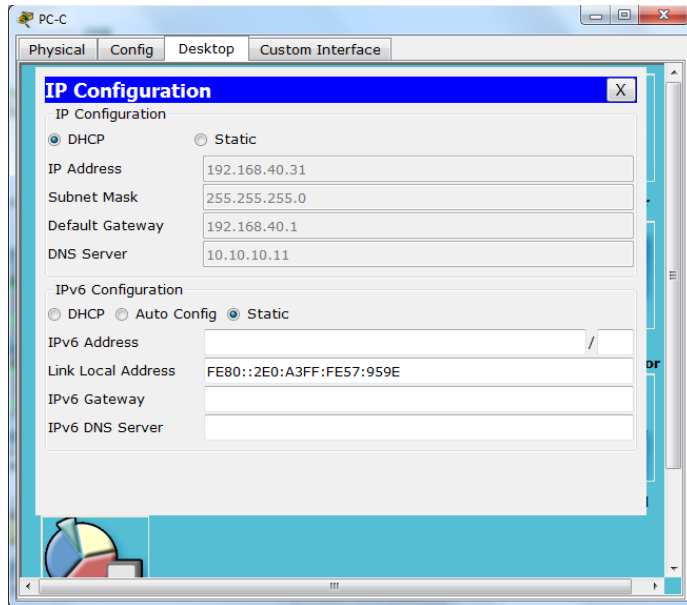 PC-C
Physical Config Desktop Custom Interface
IP Configuration X
IP Configuration
DHCP Static
IP Address 192.168.40.31
Subnet Mask 255.255.255.0
Default Gateway 192.168.40.1
DNS Server 10.10.10.11
IPv6 Configuration
DHCP Auto Config Static
IPv6 Address /
Link Local Address FE80::2E0:A3FF:FE57:959E
IPv6 Gateway
IPv6 DNS Server
or